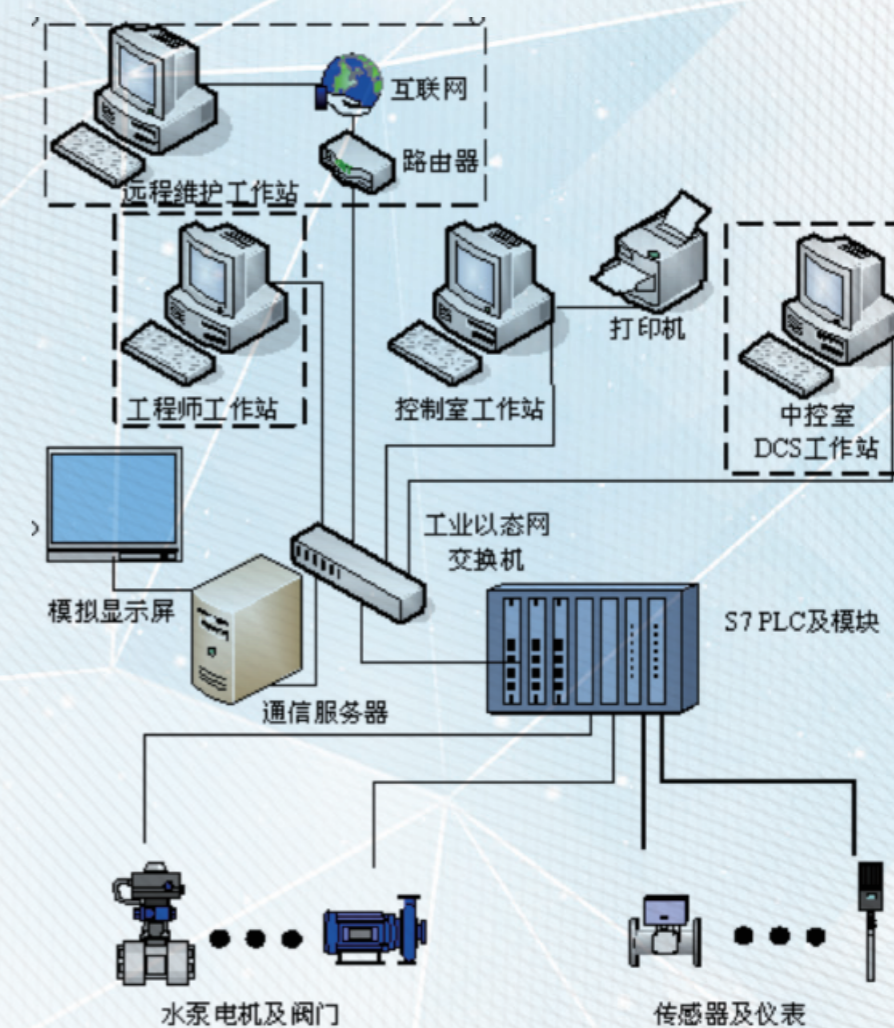 互联网
路由器
远程维护工作站
打印机
工程师工作站
控制室工作站
中控室
DCS工作站
工业以态网
交换机
模拟显示屏
S7 PLC及模块
通信服务器
水泵电机及阀门
传感器及仪表